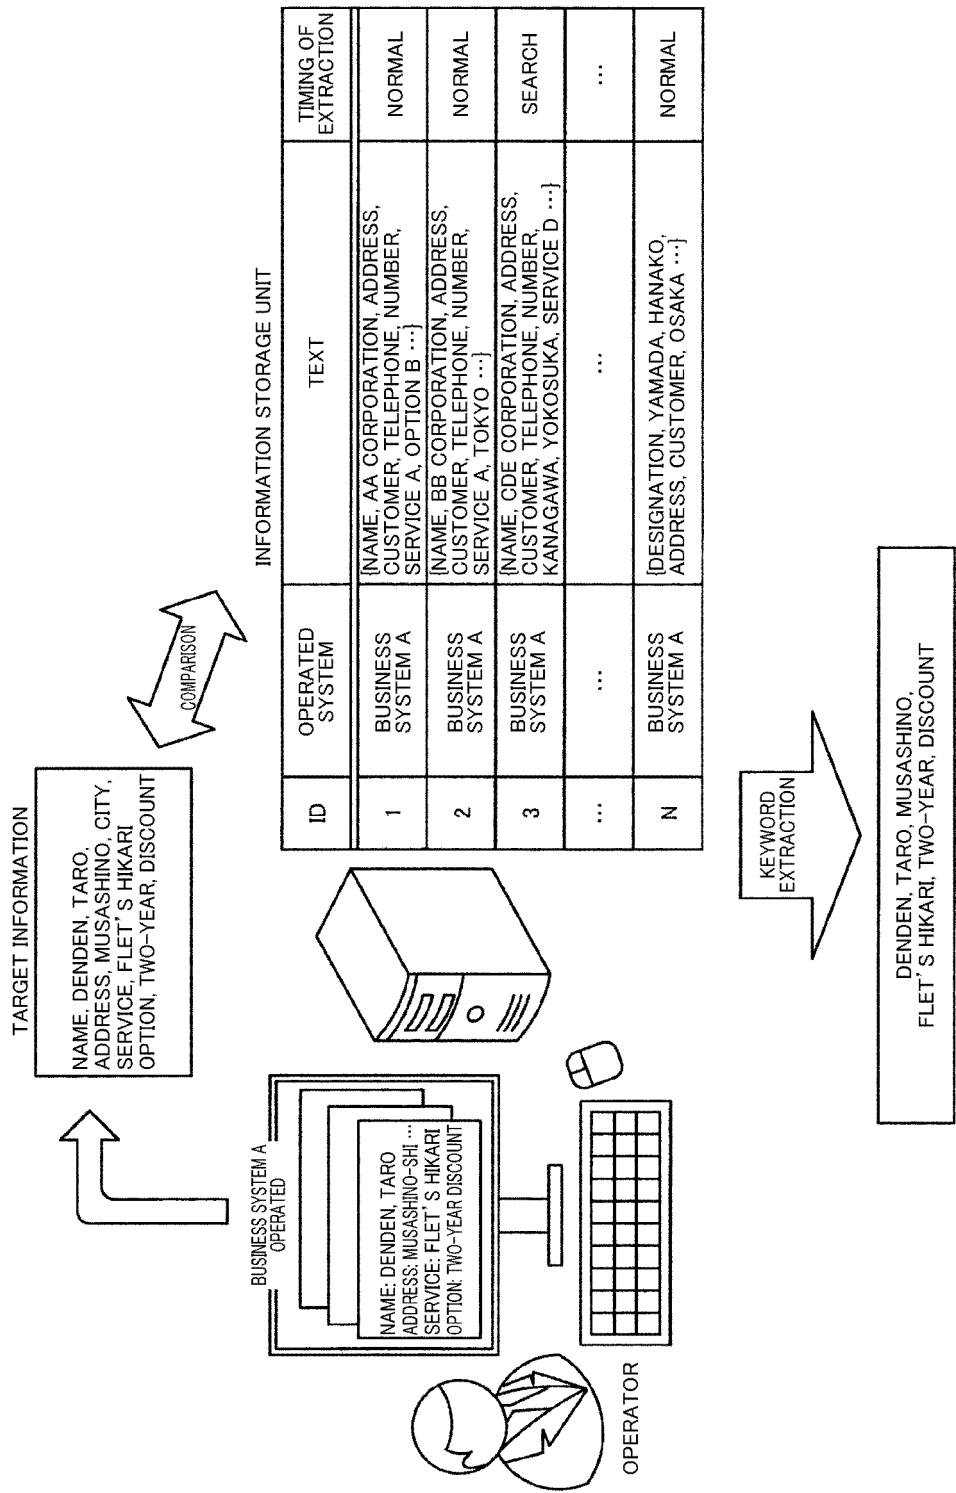 TARGET INFORMATION
NAME, DENDEN, TARO,
ADDRESS, MUSASHINO, CITY,
SERVICE, FLET'S HIKARI
OPTION, TWO-YEAR, DISCOUNT
COMPARISON
BUSINESS SYSTEM A
OPERATED
NAME: DENDEN, TARO
ADDRESS: MUSASHINO-SHI ...
SERVICE: FLET'S HIKARI
OPTION: TWO-YEAR DISCOUNT
OPERATOR
INFORMATION STORAGE UNIT
ID
OPERATED
SYSTEM
TEXT
TIMING OF
EXTRACTION
1
BUSINESS
SYSTEM A
{NAME, AA CORPORATION, ADDRESS,
CUSTOMER, TELEPHONE, NUMBER,
SERVICE A, OPTION B ...}
NORMAL
2
BUSINESS
SYSTEM A
{NAME, BB CORPORATION, ADDRESS,
CUSTOMER, TELEPHONE, NUMBER,
SERVICE A, TOKYO ...}
NORMAL
3
BUSINESS
SYSTEM A
{NAME, CDE CORPORATION, ADDRESS,
CUSTOMER, TELEPHONE, NUMBER,
KANAGAWA, YOKOSUKA, SERVICE D ...}
SEARCH
...
...
...
...
N
BUSINESS
SYSTEM A
{DESIGNATION, YAMADA, HANAKO,
ADDRESS, CUSTOMER, OSAKA ...}
NORMAL
KEYWORD
EXTRACTION
DENDEN, TARO, MUSASHINO,
FLET'S HIKARI, TWO-YEAR, DISCOUNT